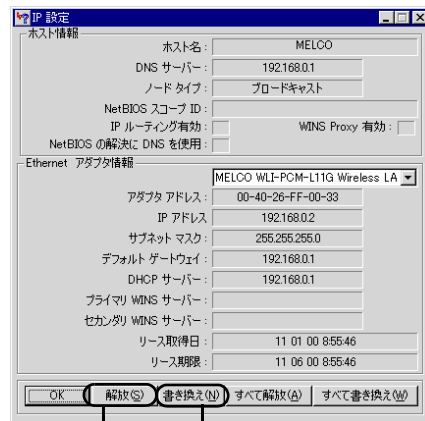 IP 設定
ホスト情報
ホスト名 : MELCO
DNS サーバー : 192.168.0.1
ノード タイプ : ブロードキャスト
NetBIOS スコープ ID :
IP ルーティング有効 : WINS Proxy 有効 :
NetBIOS の解決に DNS を使用 :
Ethernet アダプタ情報
MELCO WLI-PCM-L11G Wireless LA
アダプタ アドレス : 00-40-26-FF-00-33
IP アドレス 192.168.0.2
サブネット マスク : 255.255.255.0
デフォルト ゲートウェイ : 192.168.0.1
DHCP サーバー : 192.168.0.1
プライマリ WINS サーバー :
セカンダリ WINS サーバー :
リース取得日 : 11 01 00 8:55:46
リース期限 : 11 06 00 8:55:46
OK 解放(S) 書き換え(N) すべて解放(A) すべて書き換え(W)